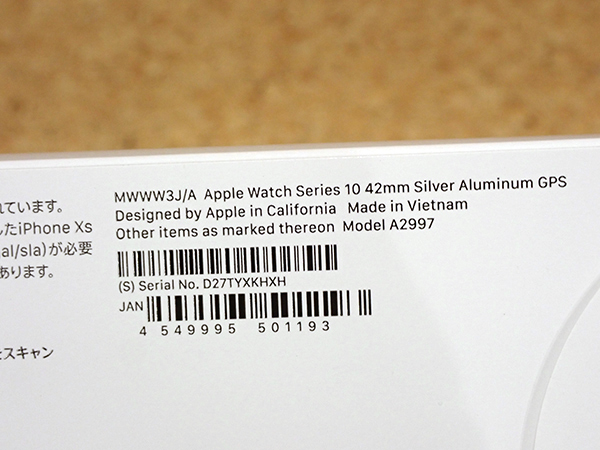 MWWW3J/A Apple Watch Series 10 42mm Silver Aluminum GPS
Designed by Apple in California Made in Vietnam
Other items as marked thereon Model A2997
(S) Serial No. D27TYXKHXH
JAN
4 549995 501193
れています。
たiPhone Xs
al/sla)が必要
あります。
スキャン